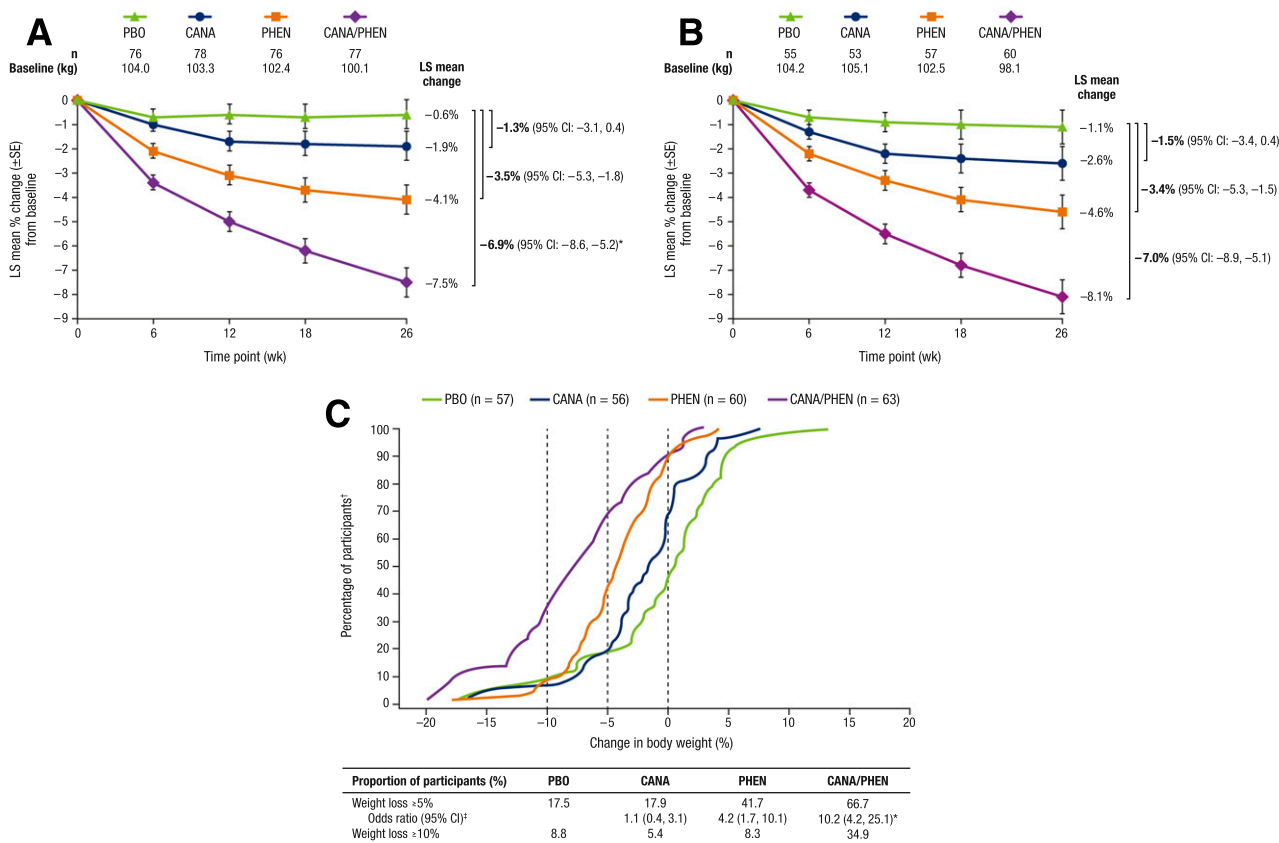 A
PBO CANA PHEN CANA/PHEN
n 76 78 76 77
Baseline (kg) 104.0 103.3 102.4 100.1
LS mean change
LS mean % change (±SE) from baseline
0
−1
−2
−3
−4
−5
−6
−7
−8
−9
0 6 12 18 26
Time point (wk)
−0.6%
−1.9%
−4.1%
−7.5%
−1.3% (95% CI: −3.1, 0.4)
−3.5% (95% CI: −5.3, −1.8)
−6.9% (95% CI: −8.6, −5.2)*
B
PBO CANA PHEN CANA/PHEN
n 55 53 57 60
Baseline (kg) 104.2 105.1 102.5 98.1
LS mean change
LS mean % change (±SE) from baseline
0
−1
−2
−3
−4
−5
−6
−7
−8
−9
0 6 12 18 26
Time point (wk)
−1.1%
−2.6%
−4.6%
−8.1%
−1.5% (95% CI: −3.4, 0.4)
−3.4% (95% CI: −5.3, −1.5)
−7.0% (95% CI: −8.9, −5.1)
C
PBO (n = 57) CANA (n = 56) PHEN (n = 60) CANA/PHEN (n = 63)
Percentage of participants†
100
90
80
70
60
50
40
30
20
10
0
−20 −15 −10 −5 0 5 10 15 20
Change in body weight (%)
Proportion of participants (%) PBO CANA PHEN CANA/PHEN
Weight loss ≥5% 17.5 17.9 41.7 66.7
Odds ratio (95% CI)‡ 1.1 (0.4, 3.1) 4.2 (1.7, 10.1) 10.2 (4.2, 25.1)*
Weight loss ≥10% 8.8 5.4 8.3 34.9